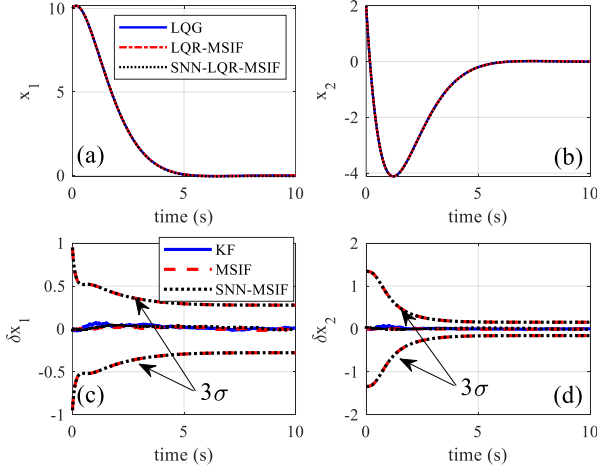 10
5
0
x1
LQG
LQR-MSIF
SNN-LQR-MSIF
(a)
0
5
10
time (s)
2
0
-2
-4
x2
(b)
0
5
10
time (s)
1
0.5
0
-0.5
-1
δx1
KF
MSIF
SNN-MSIF
3σ
(c)
0
5
10
time (s)
2
1
0
-1
-2
δx2
3σ
(d)
0
5
10
time (s)